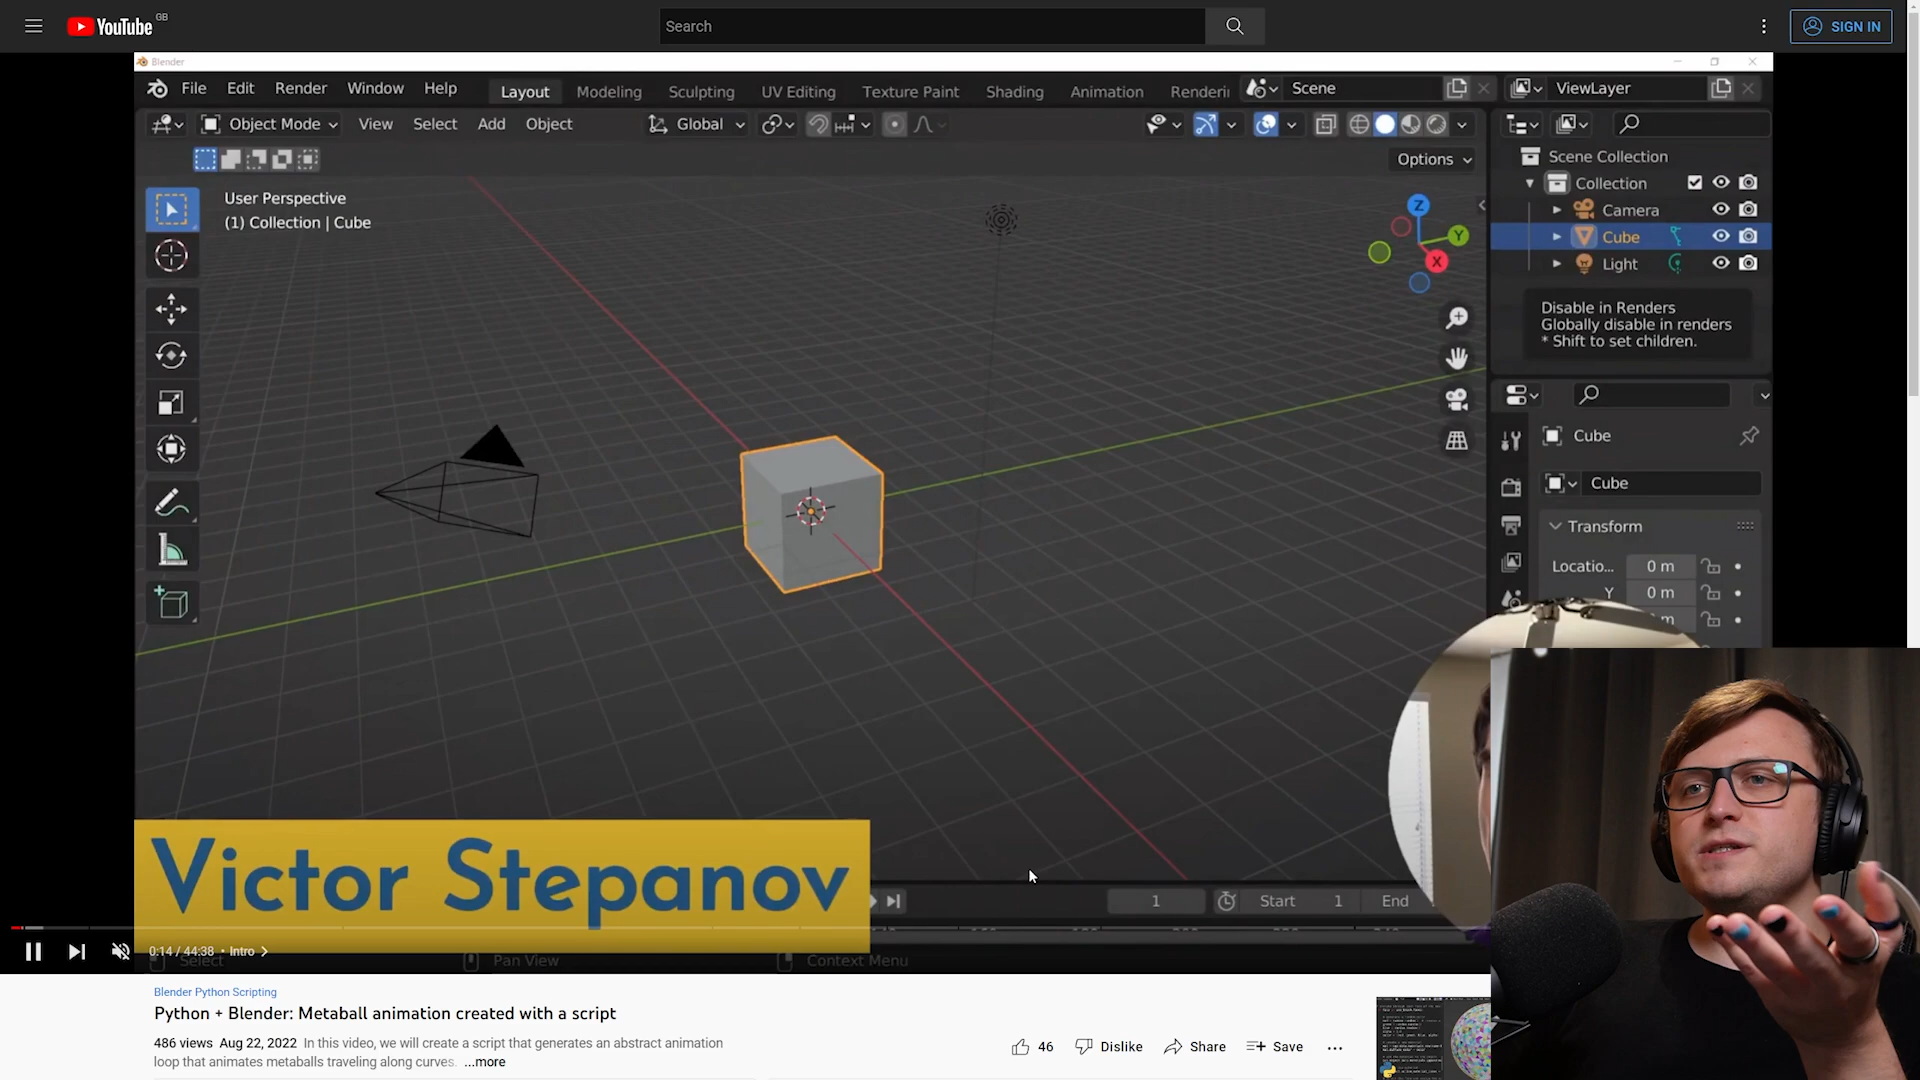 YouTube GB
Search
SIGN IN
Blender
File Edit Render Window Help Layout Modeling Sculpting UV Editing Texture Paint Shading Animation Scene ViewLayer
Object Mode View Select Add Object Global
Options
User Perspective
(1) Collection | Cube
Z
Y
X
Scene Collection
Collection
Camera
Cube
Light
Disable in Renders
Globally disable in renders
* Shift to set children.
Cube
Cube
Transform
Locatio... 0 m
Y 0 m
m
Victor Stepanov
1 Start 1 End
0:14 / 44:38 • Intro
Select Pan View Context Menu
Blender Python Scripting
Python + Blender: Metaball animation created with a script
486 views Aug 22, 2022 In this video, we will create a script that generates an abstract animation
loop that animates metaballs traveling along curves. ...more
46 Dislike Share Save